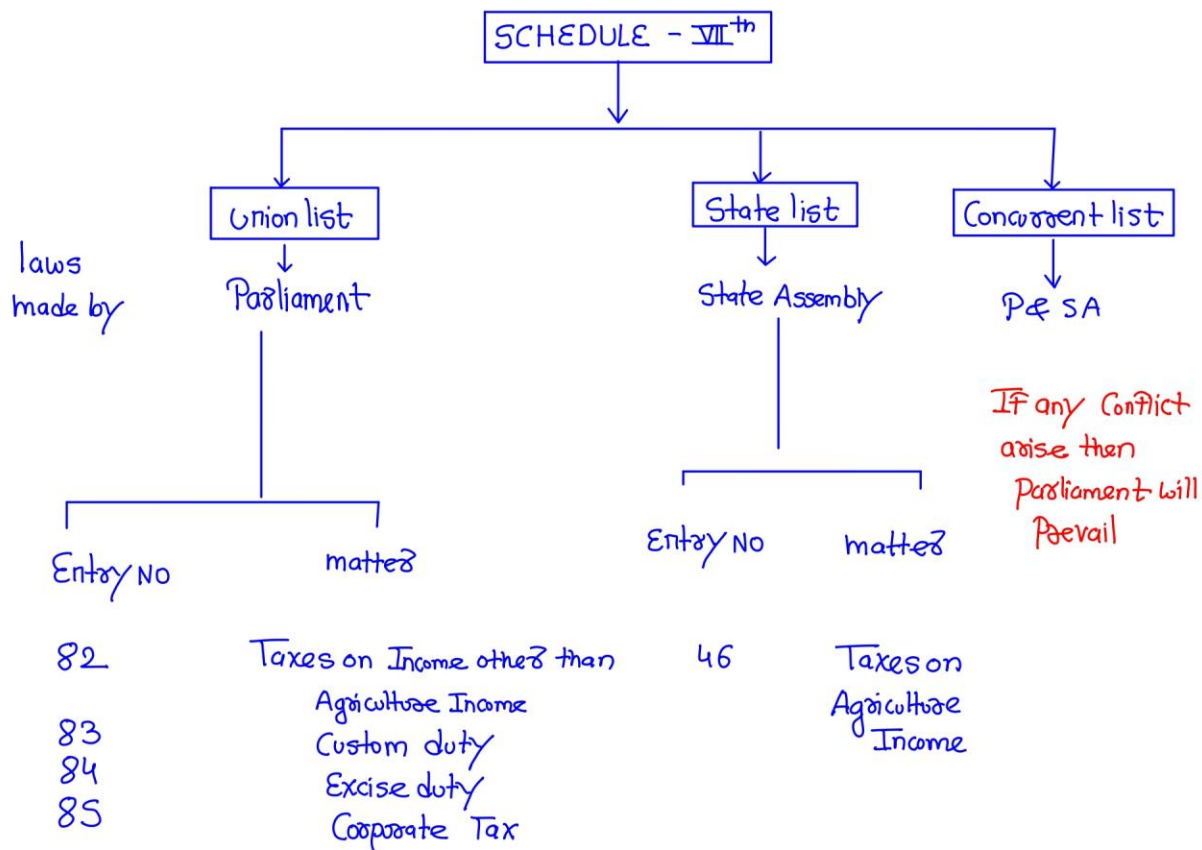 SCHEDULE - VII th
Union list
State list
Concurrent list
laws
made by
Parliament
State Assembly
P & SA
If any Conflict
arise then
Parliament will
Prevail
Entry NO
matter
Entry NO
matter
82
Taxes on Income other than
Agriculture Income
83
Custom duty
84
Excise duty
85
Corporate Tax
46
Taxes on
Agriculture
Income